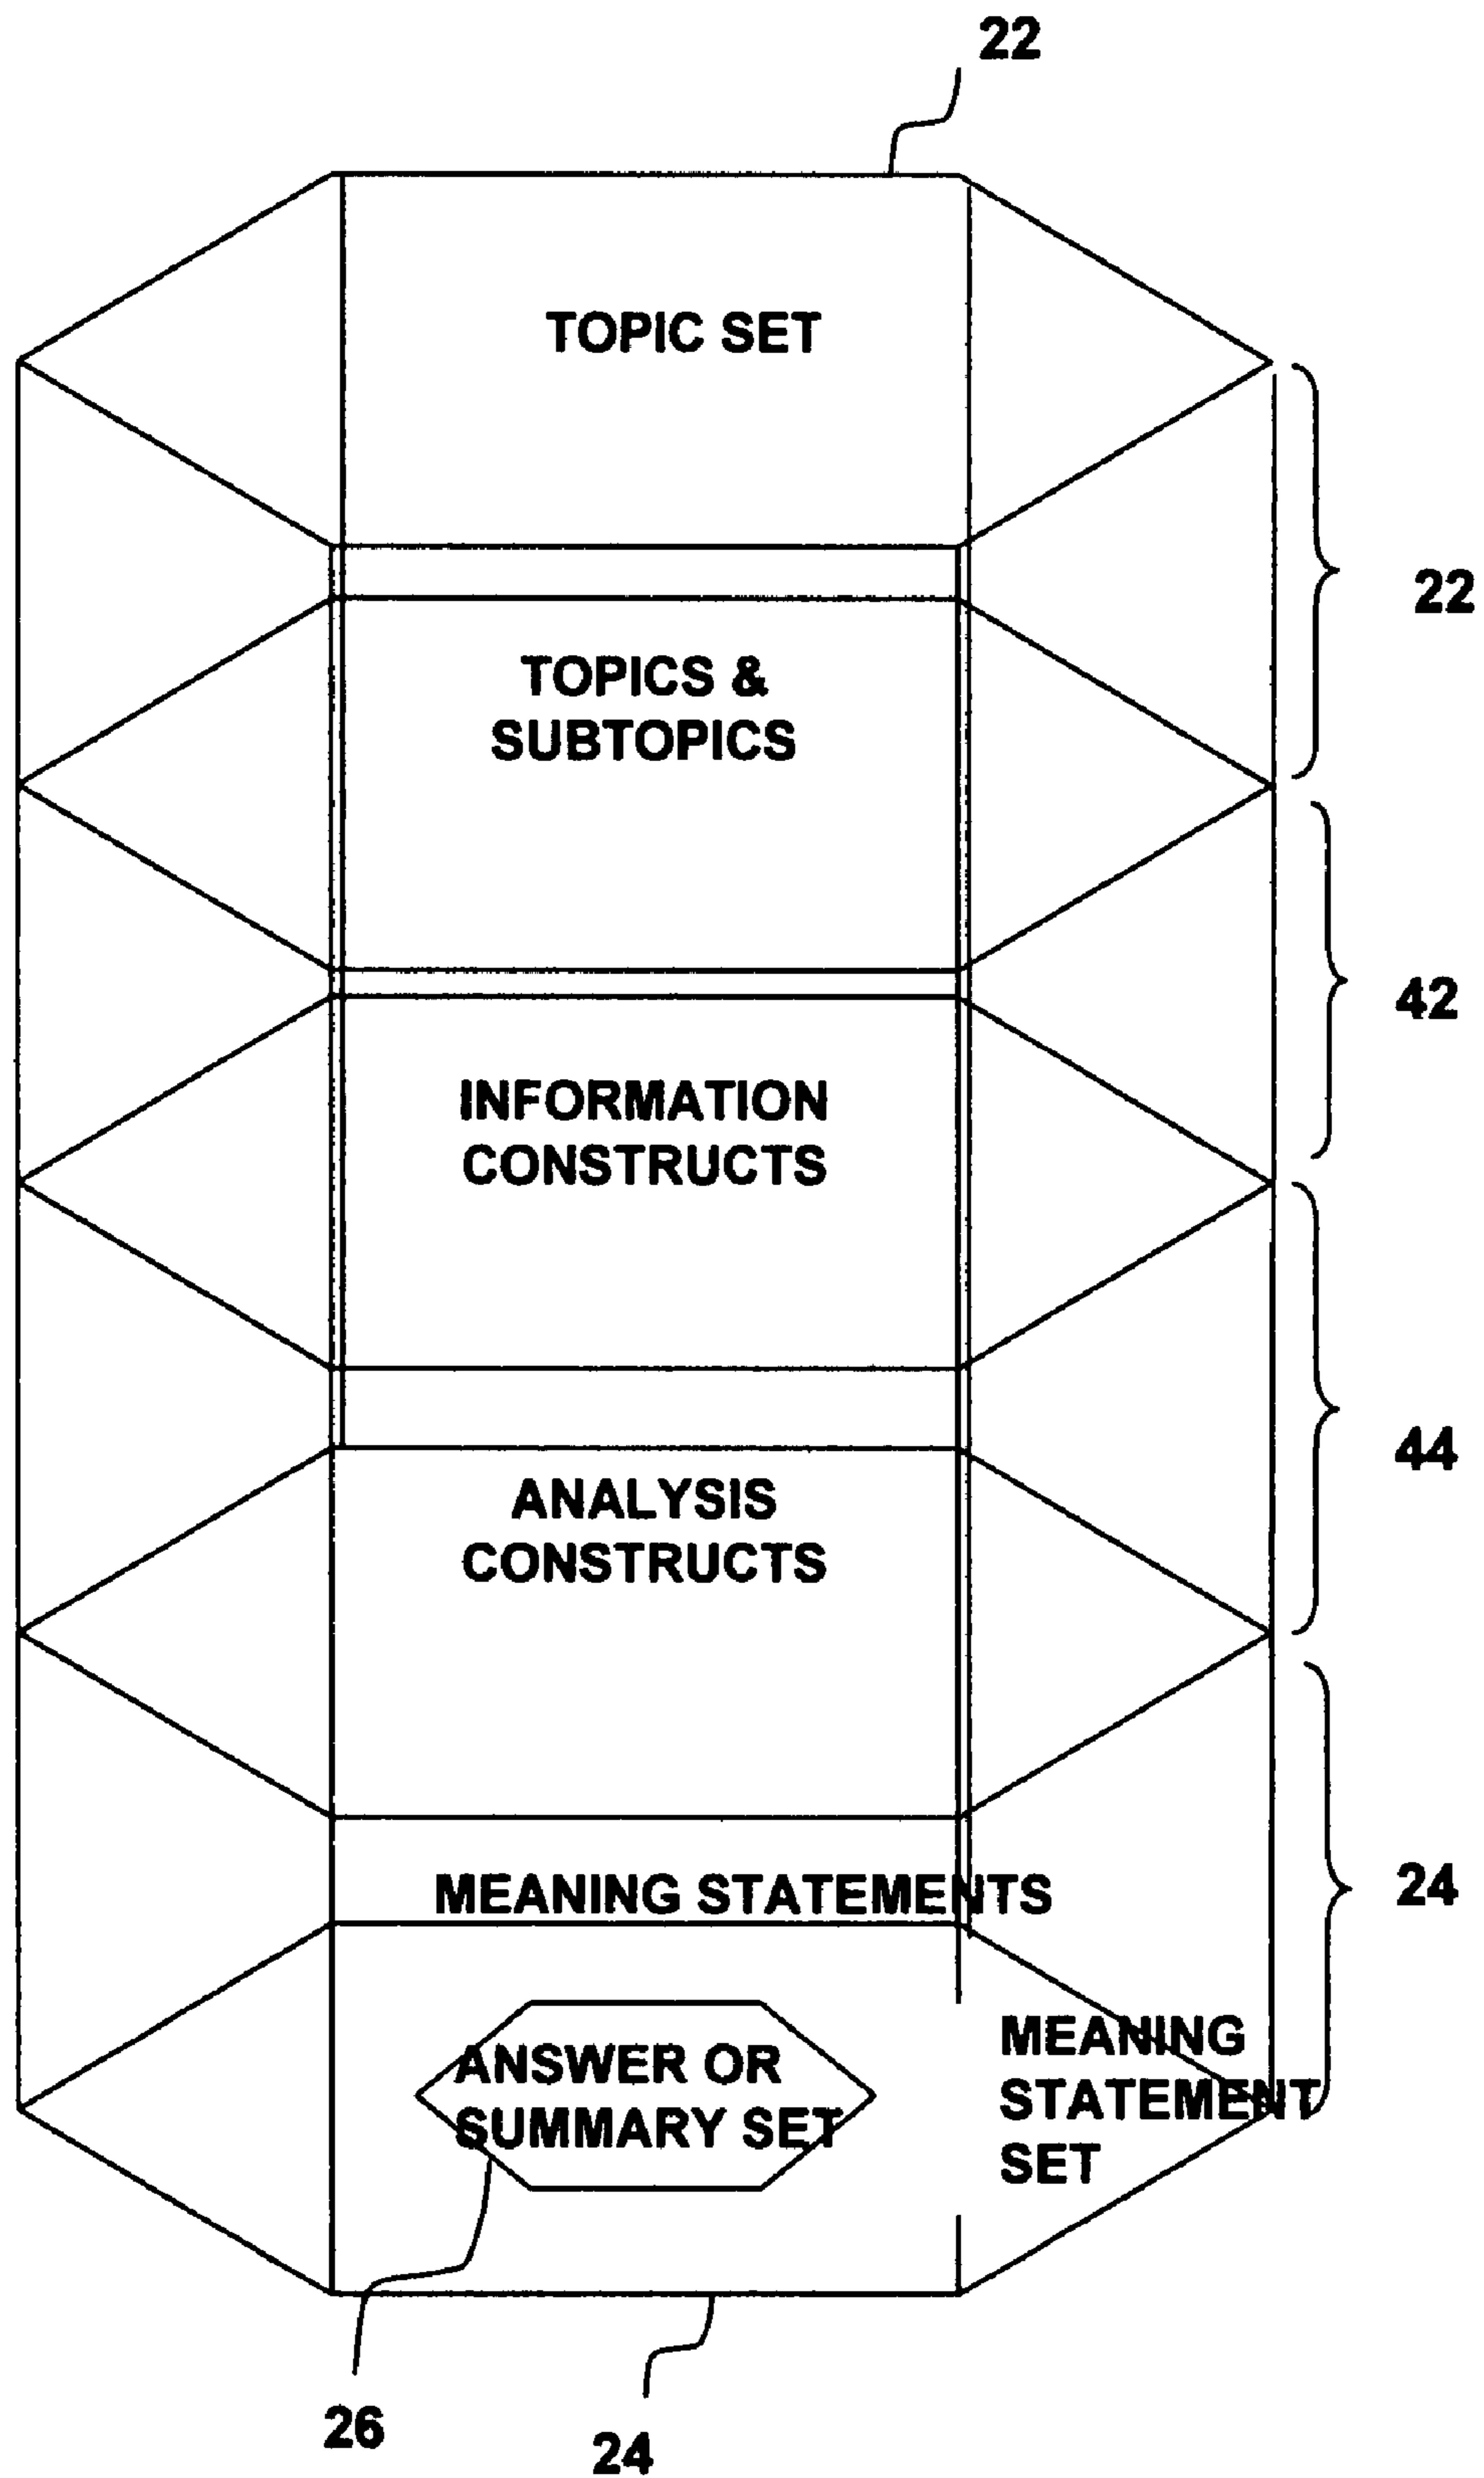 22
TOPIC SET
22
TOPICS &
SUBTOPICS
42
INFORMATION
CONSTRUCTS
44
ANALYSIS
CONSTRUCTS
24
MEANING STATEMENTS
ANSWER OR
SUMMARY SET
MEANING
STATEMENT
SET
26
24